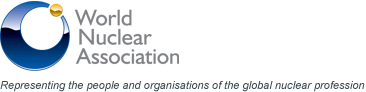 World
Nuclear
Association
Representing the people and organisations of the global nuclear profession